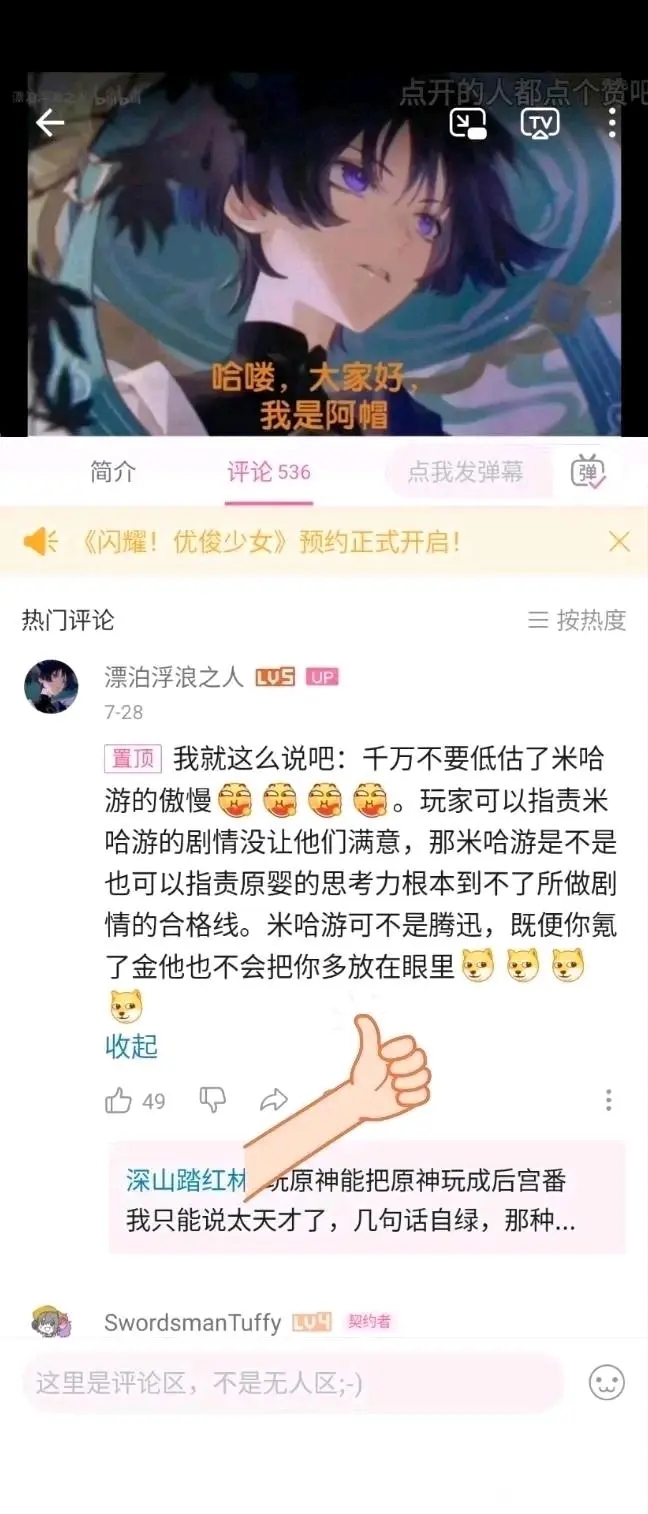 点开的人都点个赞吧
bilibili
TV
哈喽，大家好，
我是阿帽
简介
评论 536
点我发弹幕
弹
《闪耀！优俊少女》预约正式开启！
热门评论
按热度
漂泊浮浪之人 LV5 UP
7-28
置顶 我就这么说吧：千万不要低估了米哈
游的傲慢。玩家可以指责米
哈游的剧情没让他们满意，那米哈游是不是
也可以指责原婴的思考力根本到不了所做剧
情的合格线。米哈游可不是腾迅，既便你氪
了金他也不会把你多放在眼里
收起
49
深山踏红林 玩原神能把原神玩成后宫番
我只能说太天才了，几句话自绿，那种...
SwordsmanTuffy LV4 契约者
这里是评论区，不是无人区;-)